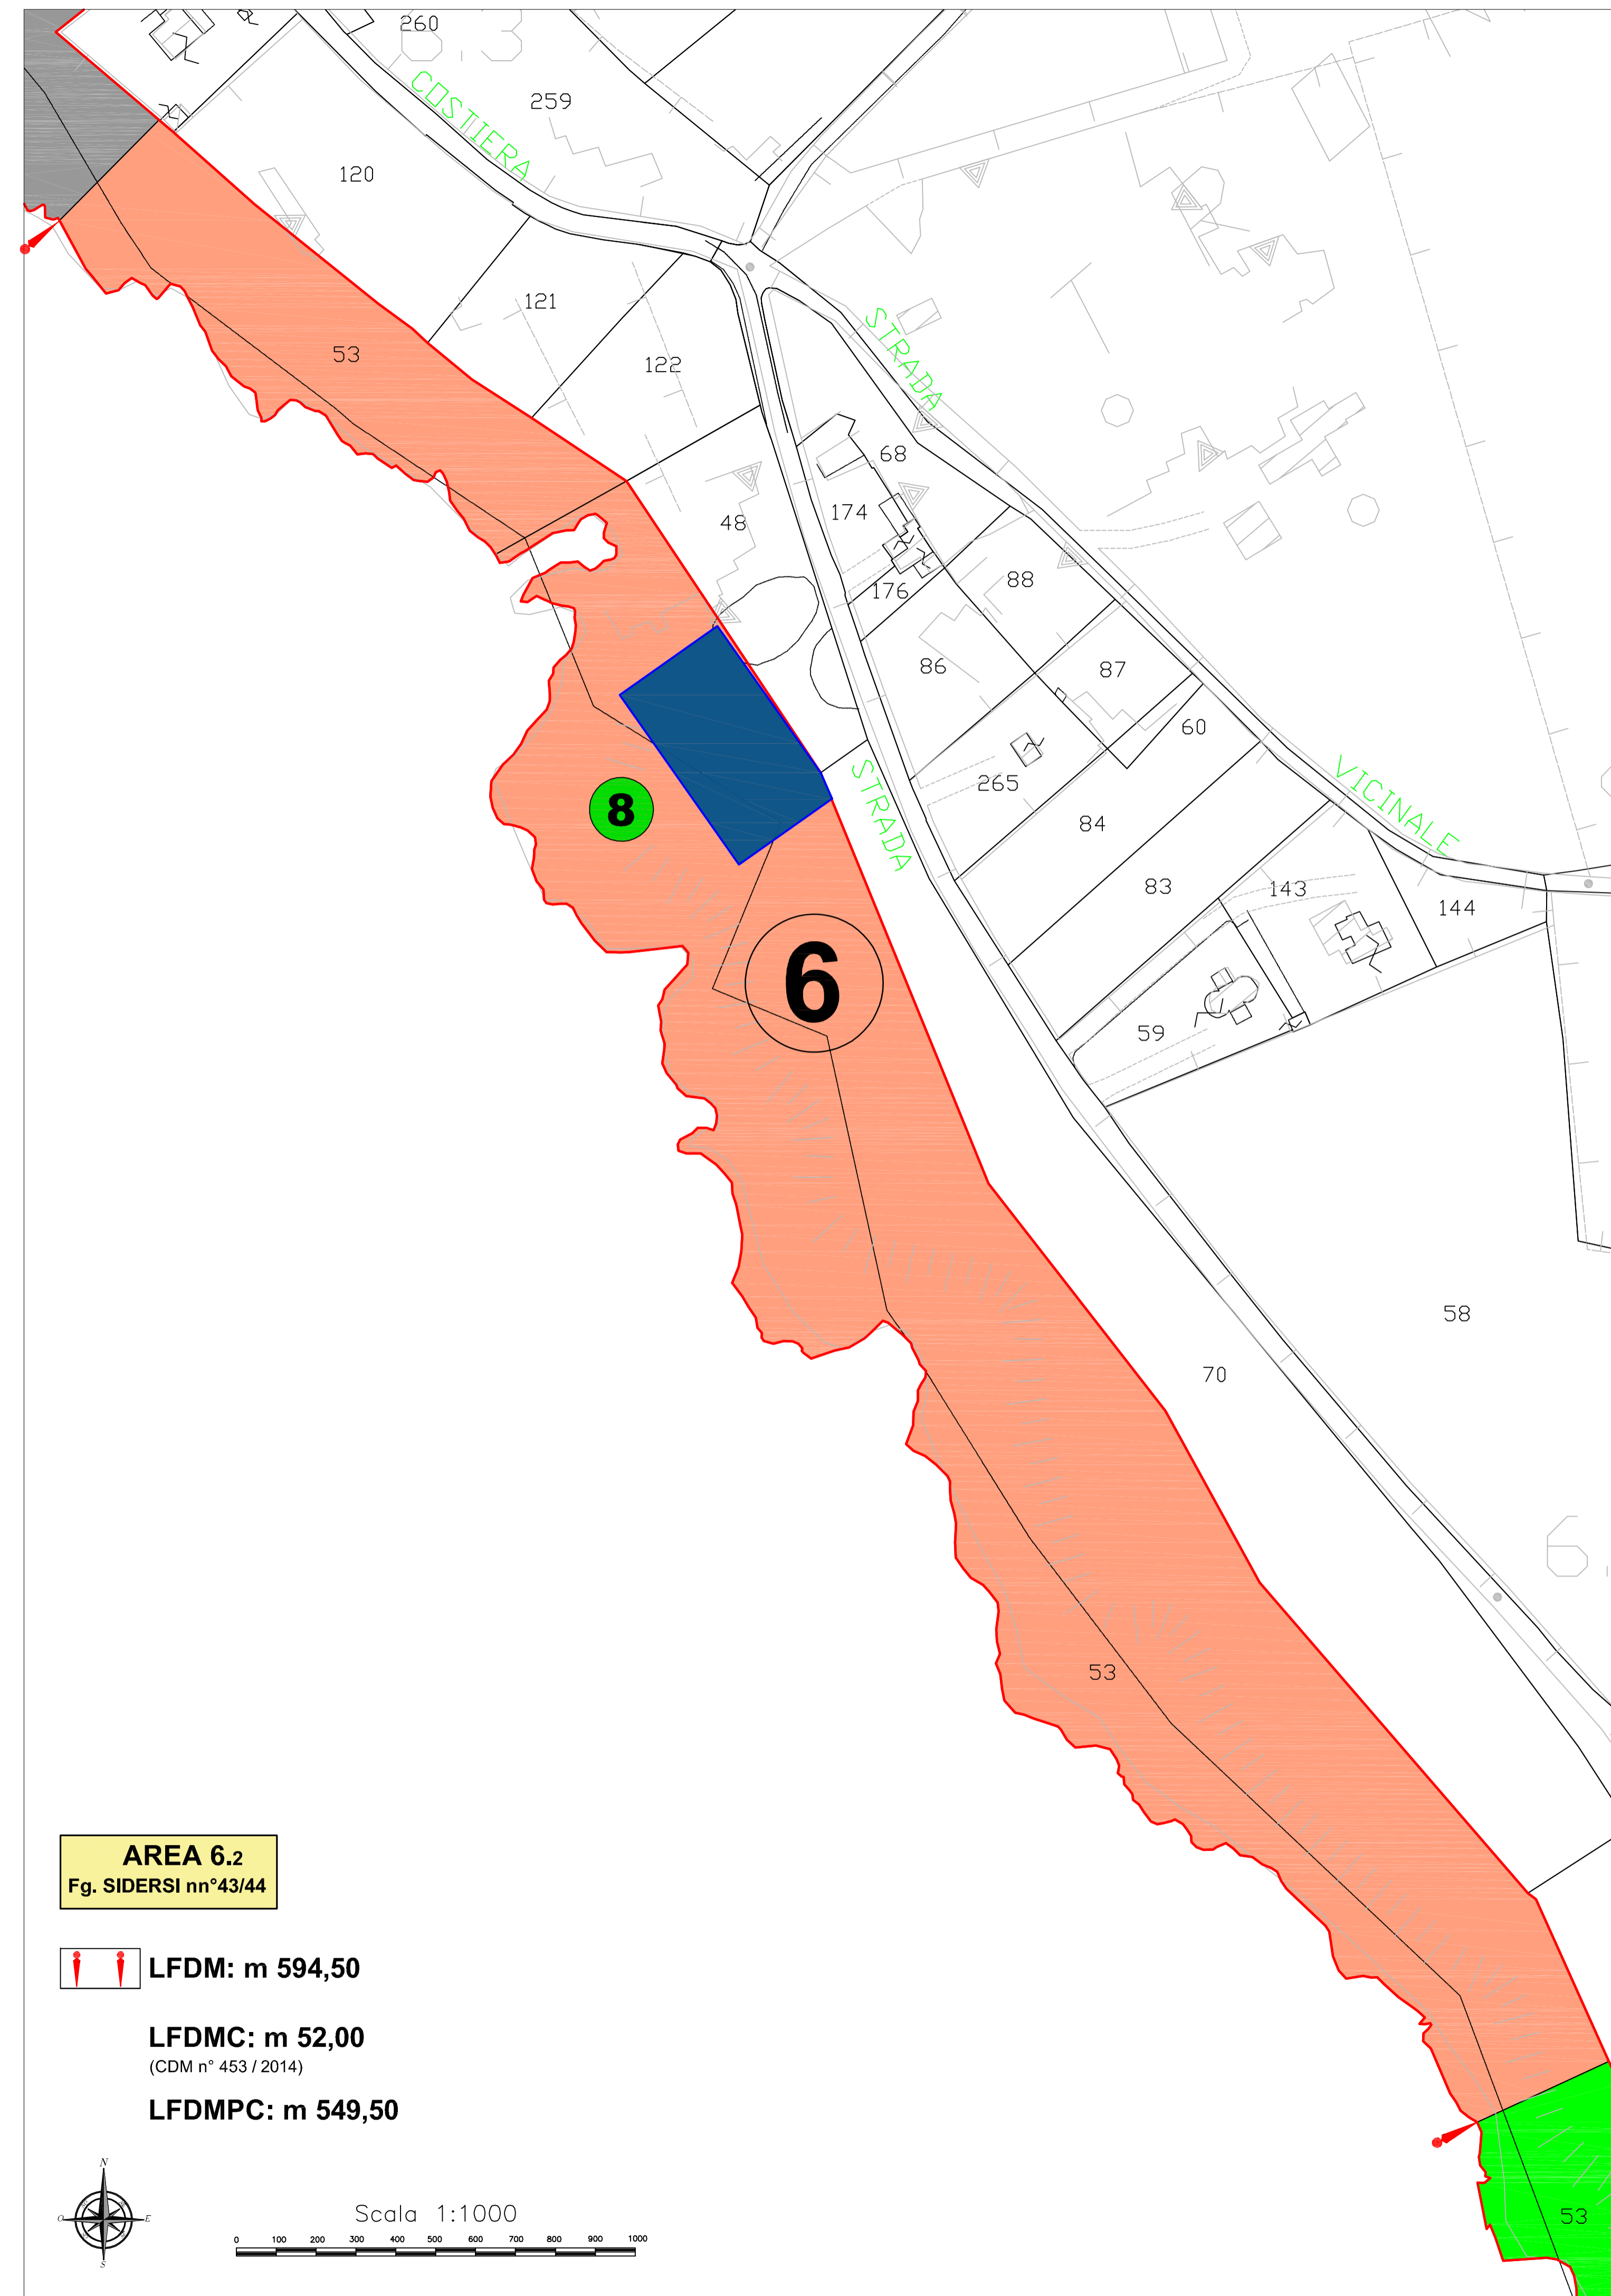 260
63
COSTIERA
259
120
121
53
122
STRADA
68
48
174
88
176
86
87
60
STRADA
265
VICINALE
8
84
83
143
144
6
59
58
70
6
53
AREA 6.2
Fg. SIDERSI nn°43/44
LFDM: m 594,50
LFDMC: m 52,00
(CDM n° 453 / 2014)
LFDMPC: m 549,50
N
O E
S
Scala 1:1000
0 100 200 300 400 500 600 700 800 900 1000
53